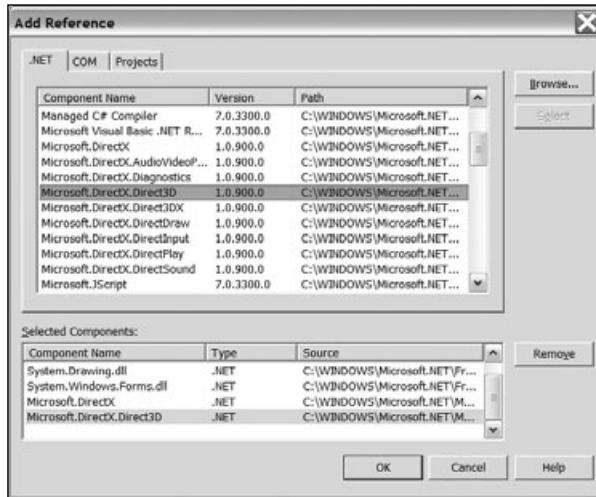 Add Reference
.NET COM Projects
Browse...
Component Name Version Path
Select
Managed C# Compiler 7.0.3300.0 C:\WINDOWS\Microsoft.NET...
Microsoft Visual Basic .NET R... 7.0.3300.0 C:\WINDOWS\Microsoft.NET...
Microsoft.DirectX 1.0.900.0 C:\WINDOWS\Microsoft.NET...
Microsoft.DirectX.AudioVideoP... 1.0.900.0 C:\WINDOWS\Microsoft.NET...
Microsoft.DirectX.Diagnostics 1.0.900.0 C:\WINDOWS\Microsoft.NET...
Microsoft.DirectX.Direct3D 1.0.900.0 C:\WINDOWS\Microsoft.NET...
Microsoft.DirectX.Direct3DX 1.0.900.0 C:\WINDOWS\Microsoft.NET...
Microsoft.DirectX.DirectDraw 1.0.900.0 C:\WINDOWS\Microsoft.NET...
Microsoft.DirectX.DirectInput 1.0.900.0 C:\WINDOWS\Microsoft.NET...
Microsoft.DirectX.DirectPlay 1.0.900.0 C:\WINDOWS\Microsoft.NET...
Microsoft.DirectX.DirectSound 1.0.900.0 C:\WINDOWS\Microsoft.NET...
Microsoft.JScript 7.0.3300.0 C:\WINDOWS\Microsoft.NET...
Selected Components:
Component Name Type Source
Remove
System.Drawing.dll .NET C:\WINDOWS\Microsoft.NET\Fr...
System.Windows.Forms.dll .NET C:\WINDOWS\Microsoft.NET\Fr...
Microsoft.DirectX .NET C:\WINDOWS\Microsoft.NET\M...
Microsoft.DirectX.Direct3D .NET C:\WINDOWS\Microsoft.NET\M...
OK Cancel Help